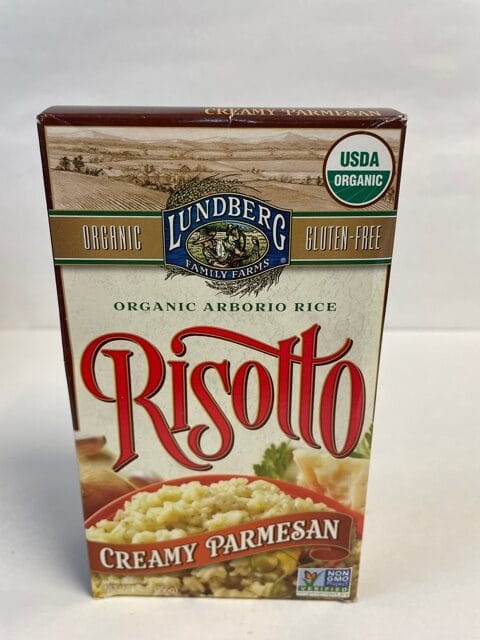 CREAMY PARMESAN
USDA
ORGANIC
ORGANIC
LUNDBERG
FAMILY FARMS
GLUTEN-FREE
ORGANIC ARBORIO RICE
Risotto
CREAMY PARMESAN
NON
GMO
Project
VERIFIED